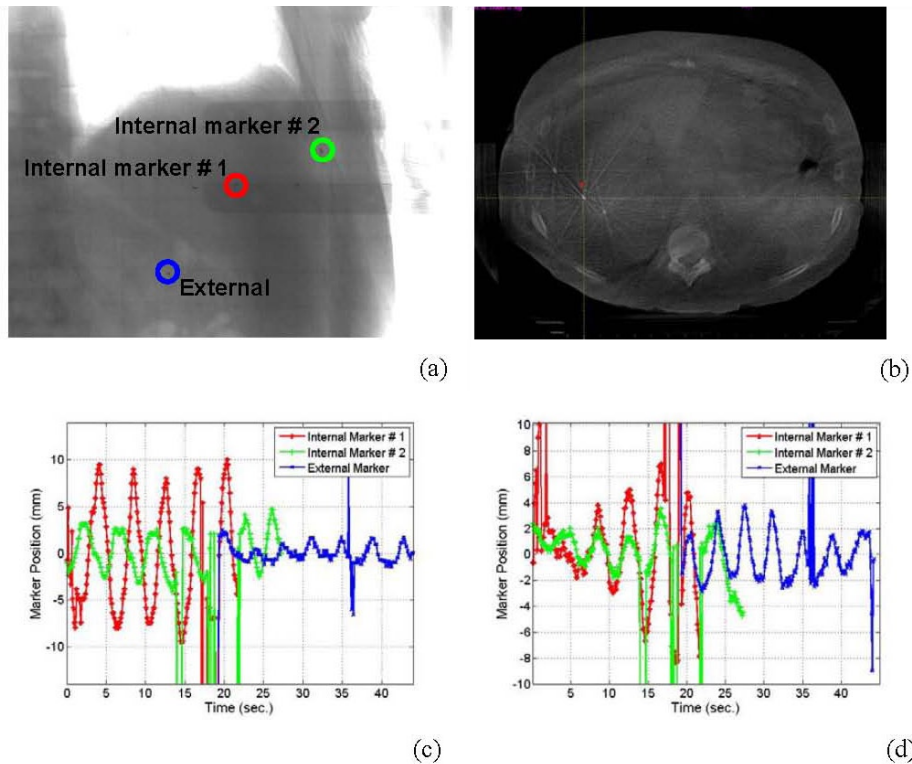 Internal marker # 2
Internal marker # 1
External
(a)
(b)
Internal Marker # 1
Internal Marker # 2
External Marker
Marker Position (mm)
10
5
0
-5
-10
0 5 10 15 20 25 30 35 40
Time (sec.)
(c)
Internal Marker # 1
Internal Marker # 2
External Marker
Marker Position (mm)
10
8
6
4
2
0
-2
-4
-6
-8
-10
5 10 15 20 25 30 35 40
Time (sec.)
(d)